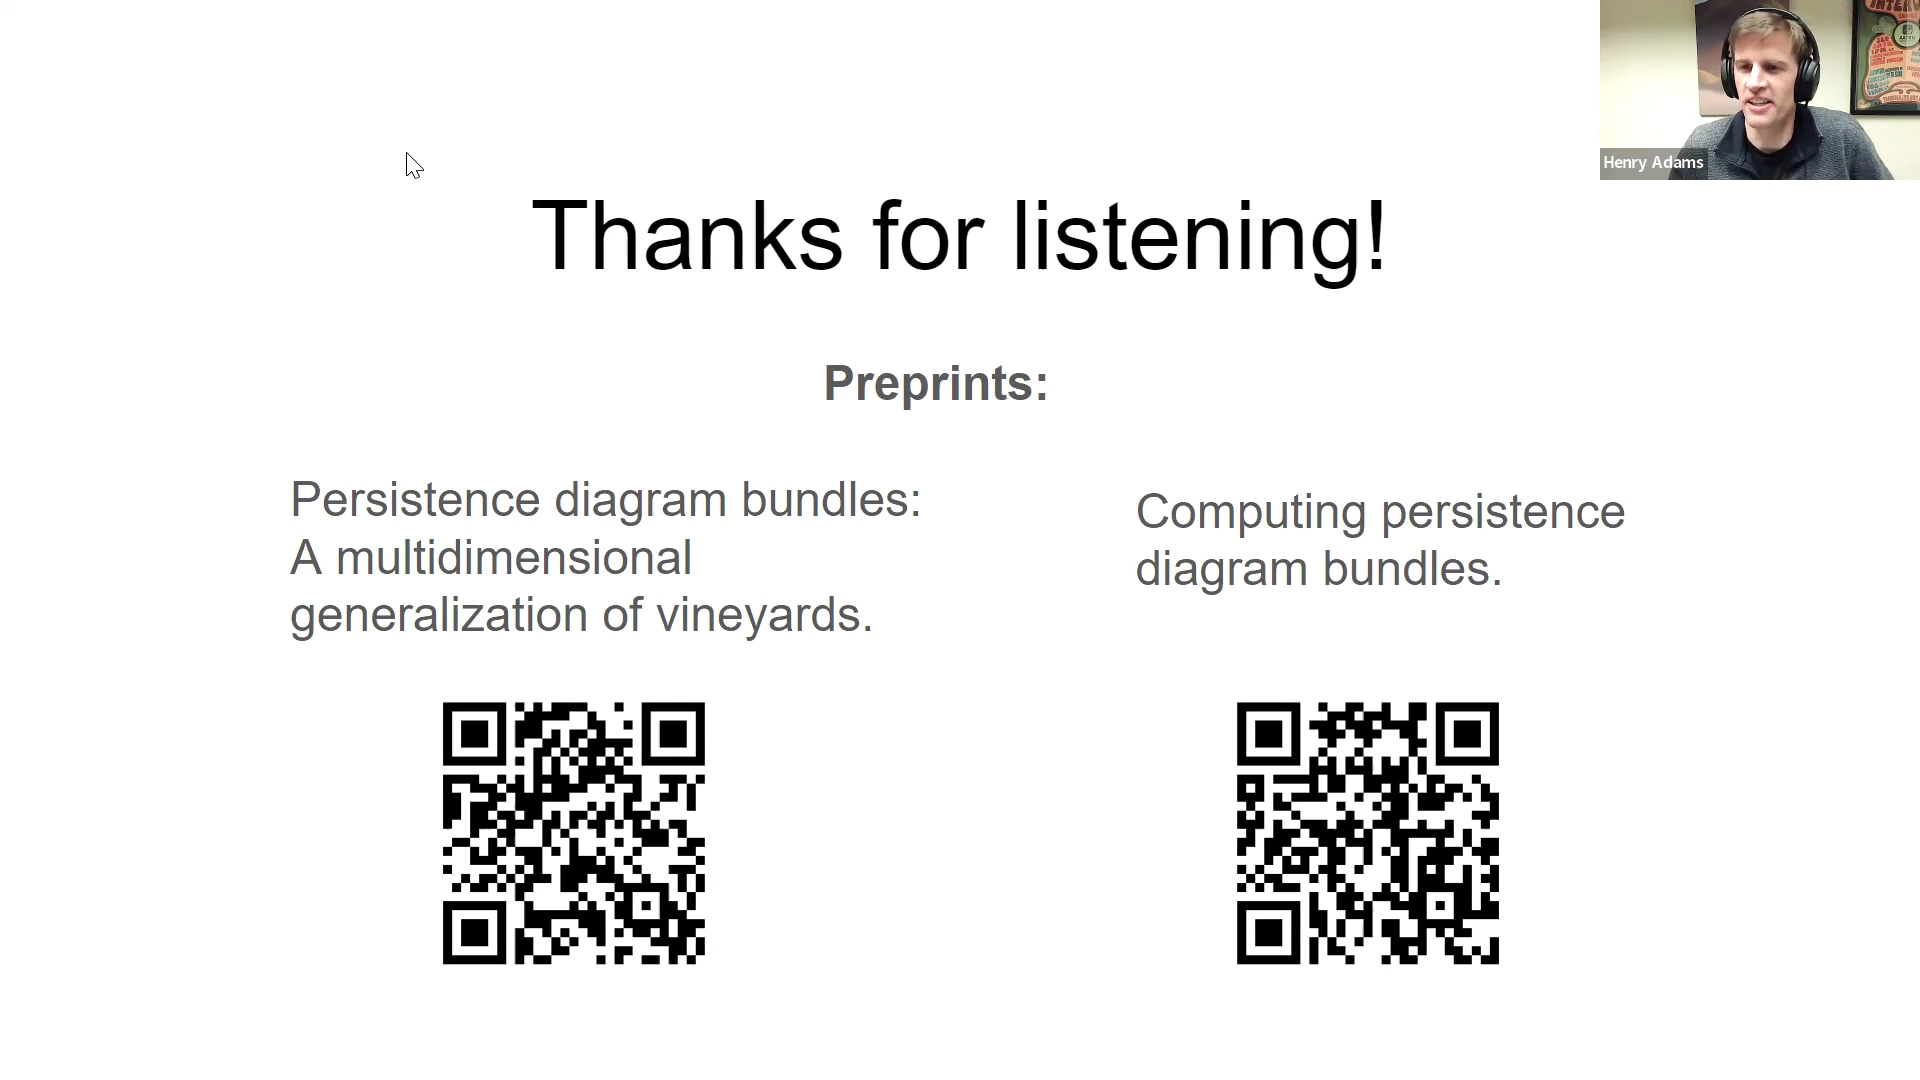 Henry Adams
Thanks for listening!
Preprints:
Persistence diagram bundles:
A multidimensional
generalization of vineyards.
Computing persistence
diagram bundles.